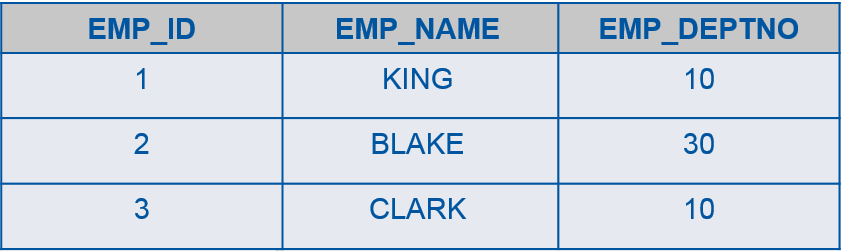 EMP_ID EMP_NAME EMP_DEPTNO
1 KING 10
2 BLAKE 30
3 CLARK 10